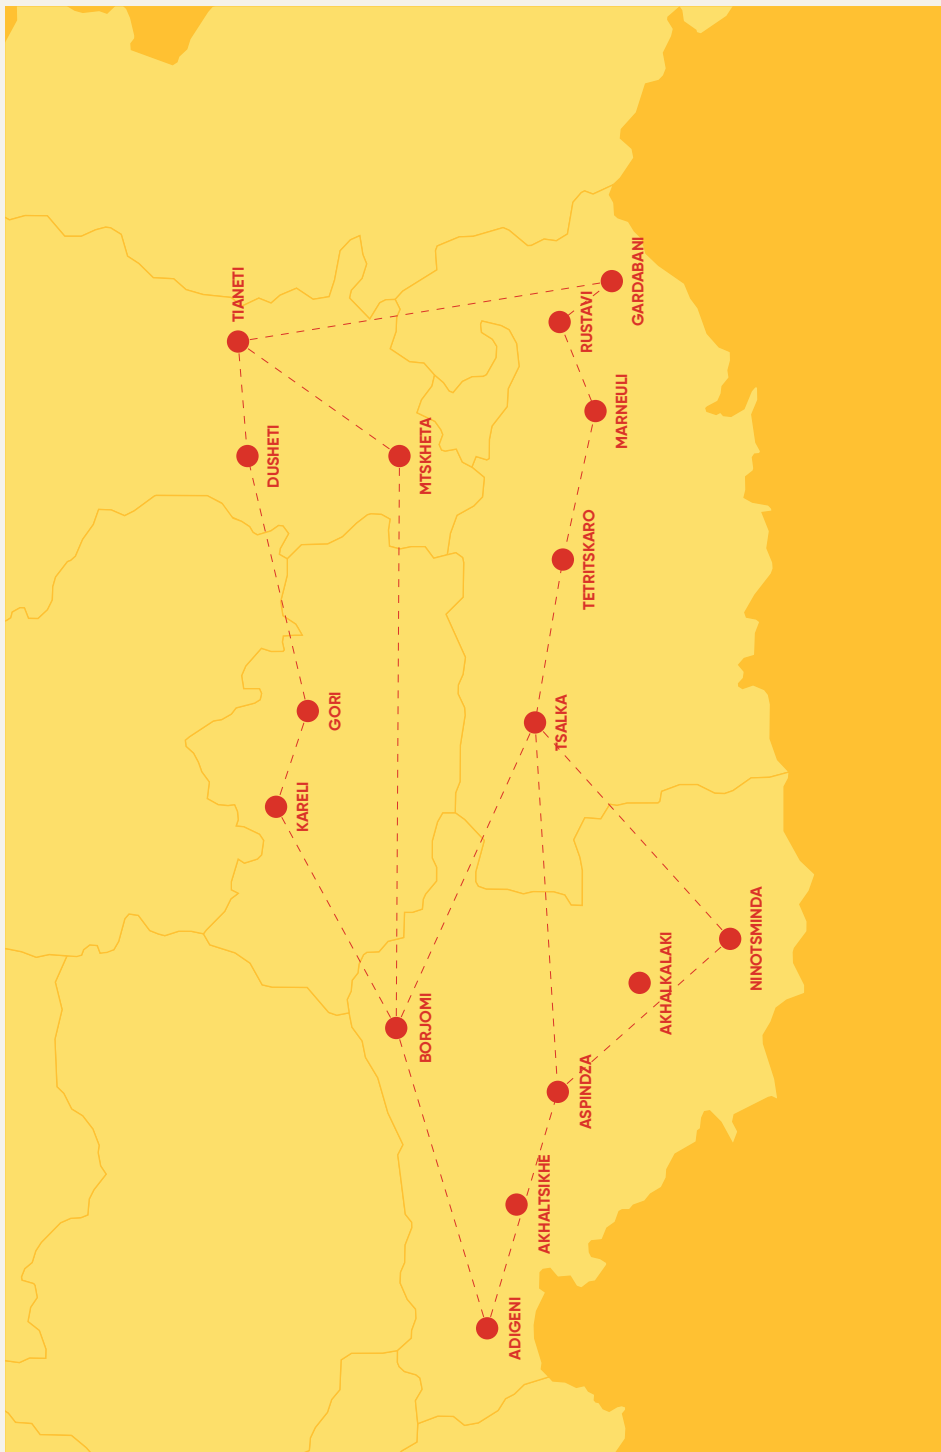 TIANETI
DUSHETI
MTSKHETA
GARDABANI
RUSTAVI
MARNEULI
TETRITSKARO
GORI
TSALKA
KARELI
BORJOMI
NINOTSMINDA
AKHALKALAKI
ASPINDZA
AKHALTSIKHE
ADIGENI